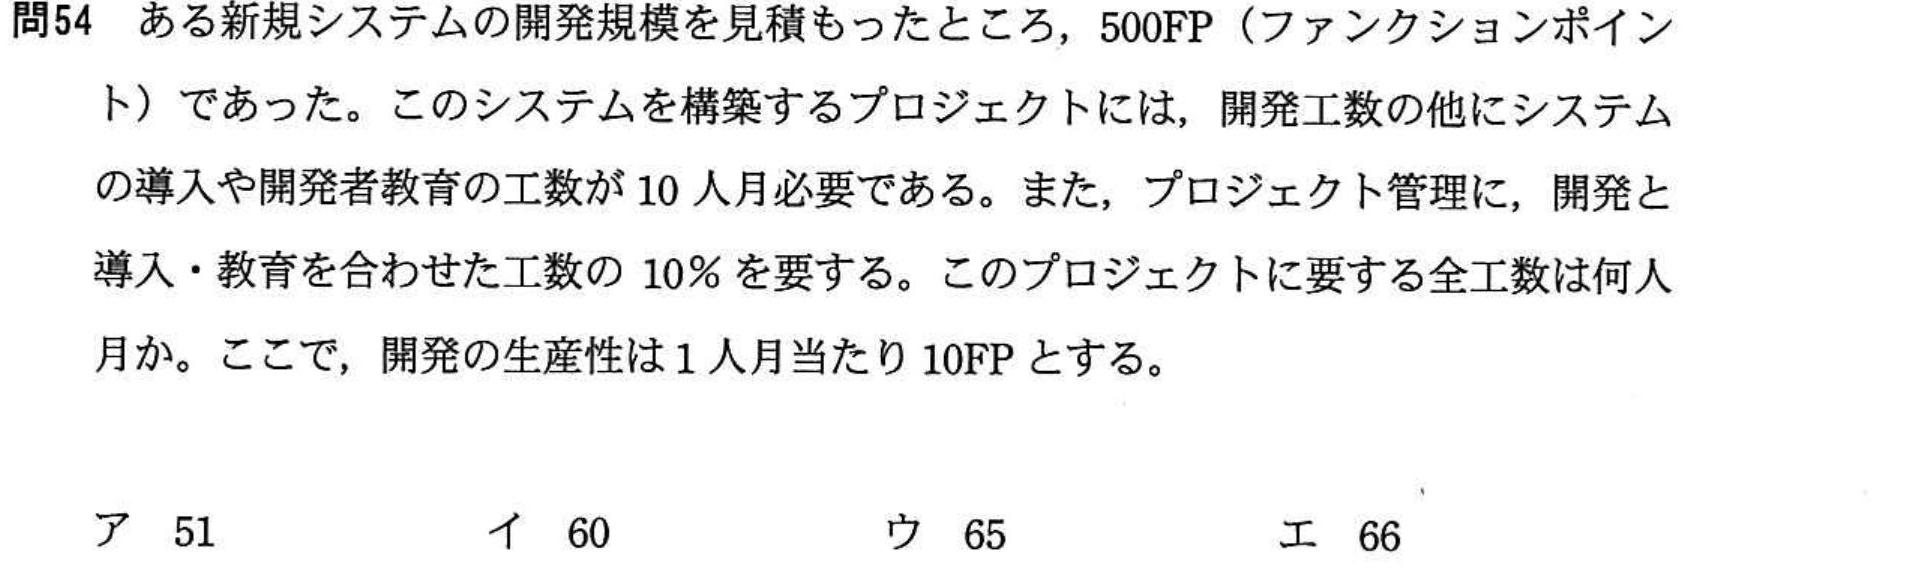 問54 ある新規システムの開発規模を見積もったところ，500FP（ファンクションポイン
ト）であった。このシステムを構築するプロジェクトには，開発工数の他にシステム
の導入や開発者教育の工数が 10 人月必要である。また，プロジェクト管理に，開発と
導入・教育を合わせた工数の 10％ を要する。このプロジェクトに要する全工数は何人
月か。ここで，開発の生産性は 1 人月当たり 10FP とする。
ア 51 イ 60 ウ 65 エ 66